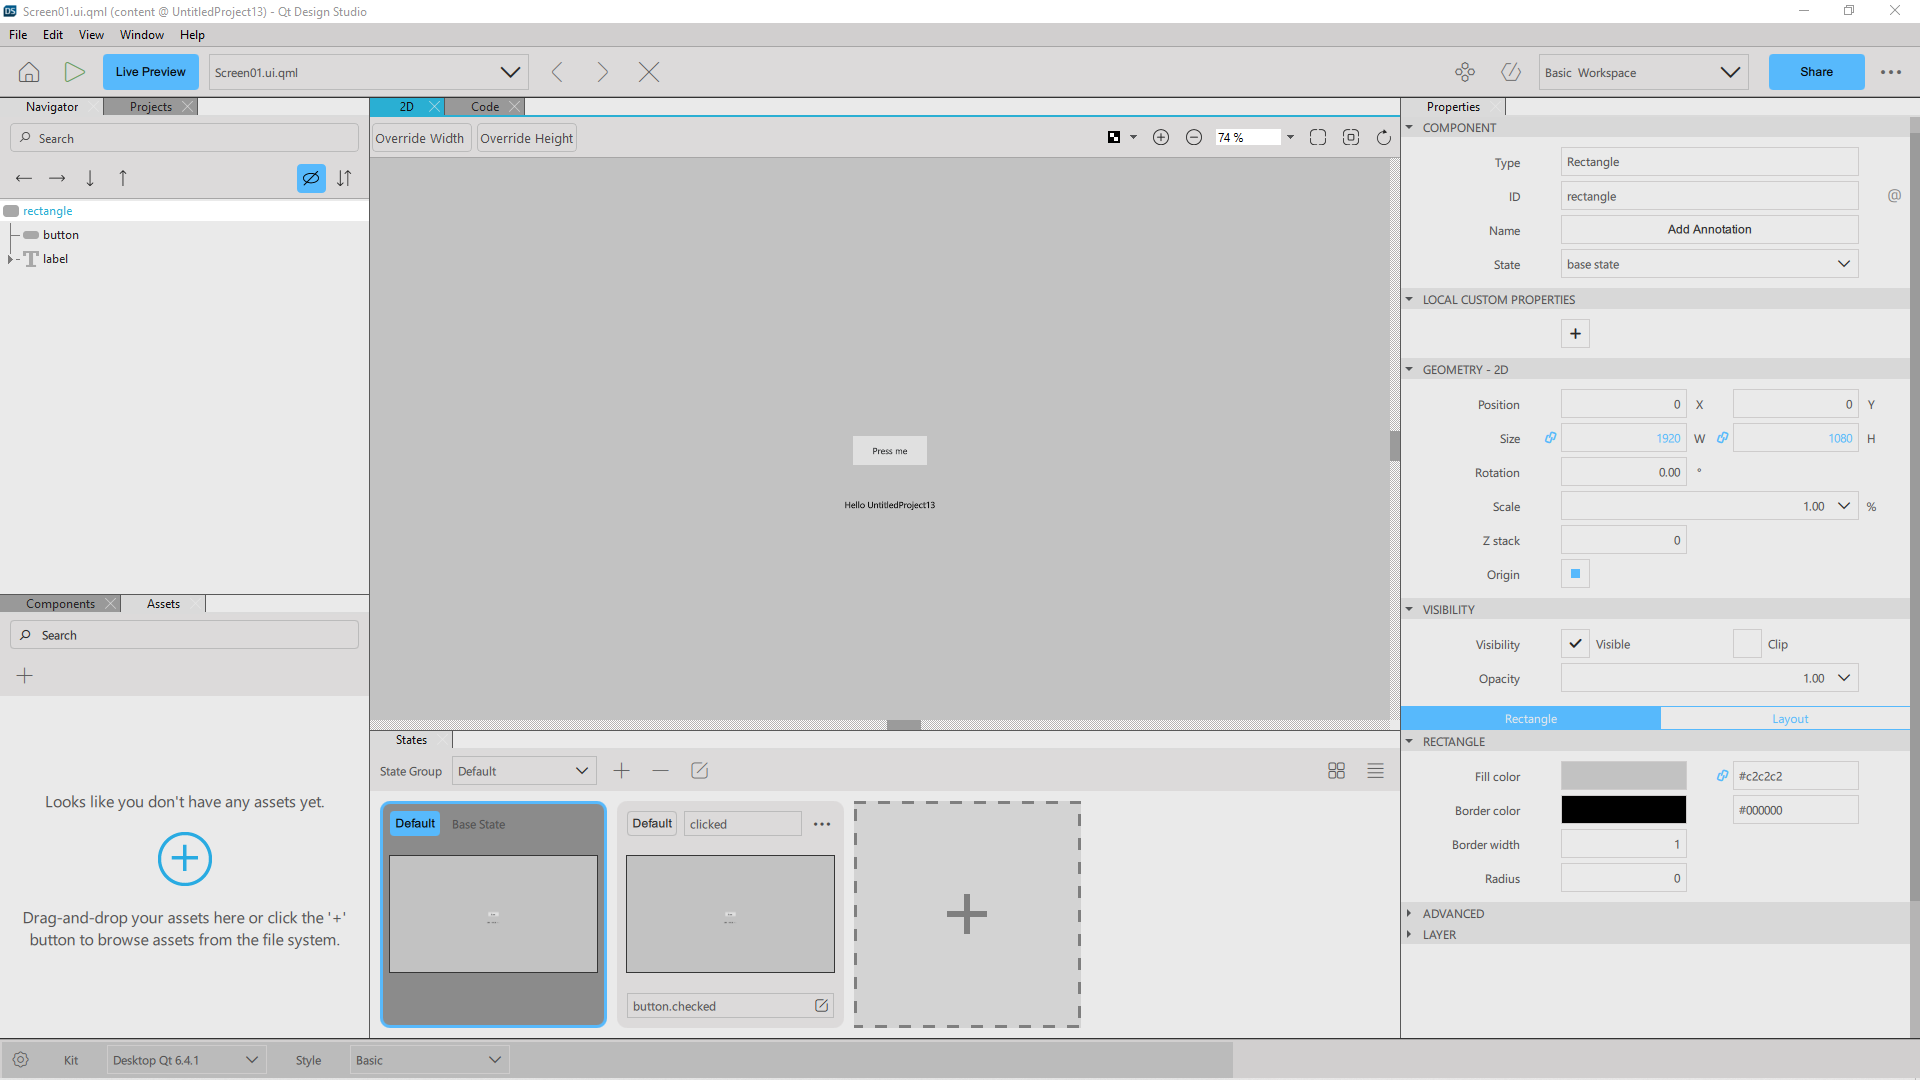 Screen01.ui.qml (content @ UntitledProject13) - Qt Design Studio
File Edit View Window Help
Live Preview
Screen01.ui.qml
Basic Workspace
Share
Navigator
Projects
Search
rectangle
button
label
Components
Assets
Search
Looks like you don't have any assets yet.
Drag-and-drop your assets here or click the '+'
button to browse assets from the file system.
2D
Code
Override Width
Override Height
74 %
Press me
Hello UntitledProject13
States
State Group
Default
Default
Base State
Default
clicked
button.checked
Properties
COMPONENT
Type
Rectangle
ID
rectangle
@
Name
Add Annotation
State
base state
LOCAL CUSTOM PROPERTIES
GEOMETRY - 2D
Position
0
X
0
Y
Size
1920
W
1080
H
Rotation
0.00
°
Scale
1.00
%
Z stack
0
Origin
VISIBILITY
Visibility
Visible
Clip
Opacity
1.00
Rectangle
Layout
RECTANGLE
Fill color
#c2c2c2
Border color
#000000
Border width
1
Radius
0
ADVANCED
LAYER
Kit
Desktop Qt 6.4.1
Style
Basic